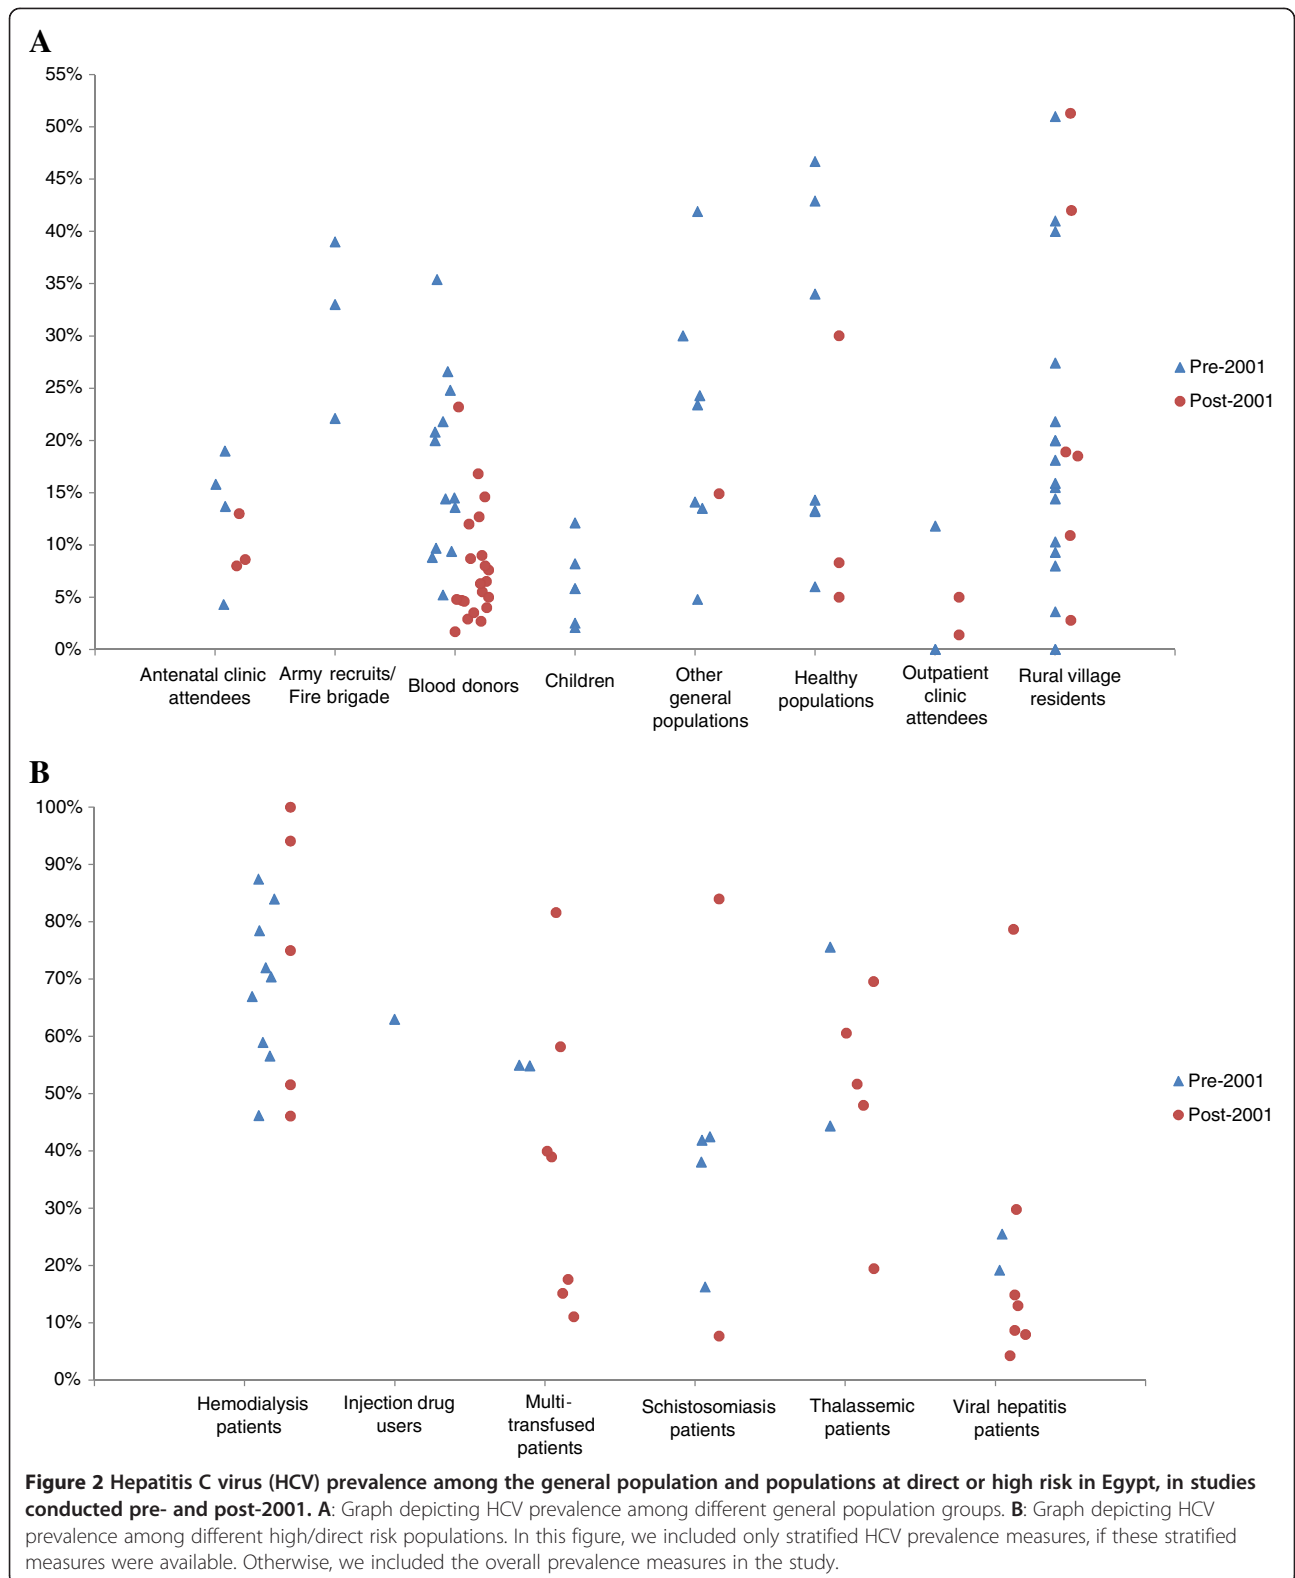 A
55%
50%
45%
40%
35%
30%
25%
20%
15%
10%
5%
0%
Pre-2001
Post-2001
Antenatal clinic
attendees
Army recruits/
Fire brigade
Blood donors
Children
Other
general
populations
Healthy
populations
Outpatient
clinic
attendees
Rural village
residents
B
100%
90%
80%
70%
60%
50%
40%
30%
20%
10%
0%
Pre-2001
Post-2001
Hemodialysis
patients
Injection drug
users
Multi-
transfused
patients
Schistosomiasis
patients
Thalassemic
patients
Viral hepatitis
patients
Figure 2 Hepatitis C virus (HCV) prevalence among the general population and populations at direct or high risk in Egypt, in studies
conducted pre- and post-2001. A: Graph depicting HCV prevalence among different general population groups. B: Graph depicting HCV
prevalence among different high/direct risk populations. In this figure, we included only stratified HCV prevalence measures, if these stratified
measures were available. Otherwise, we included the overall prevalence measures in the study.